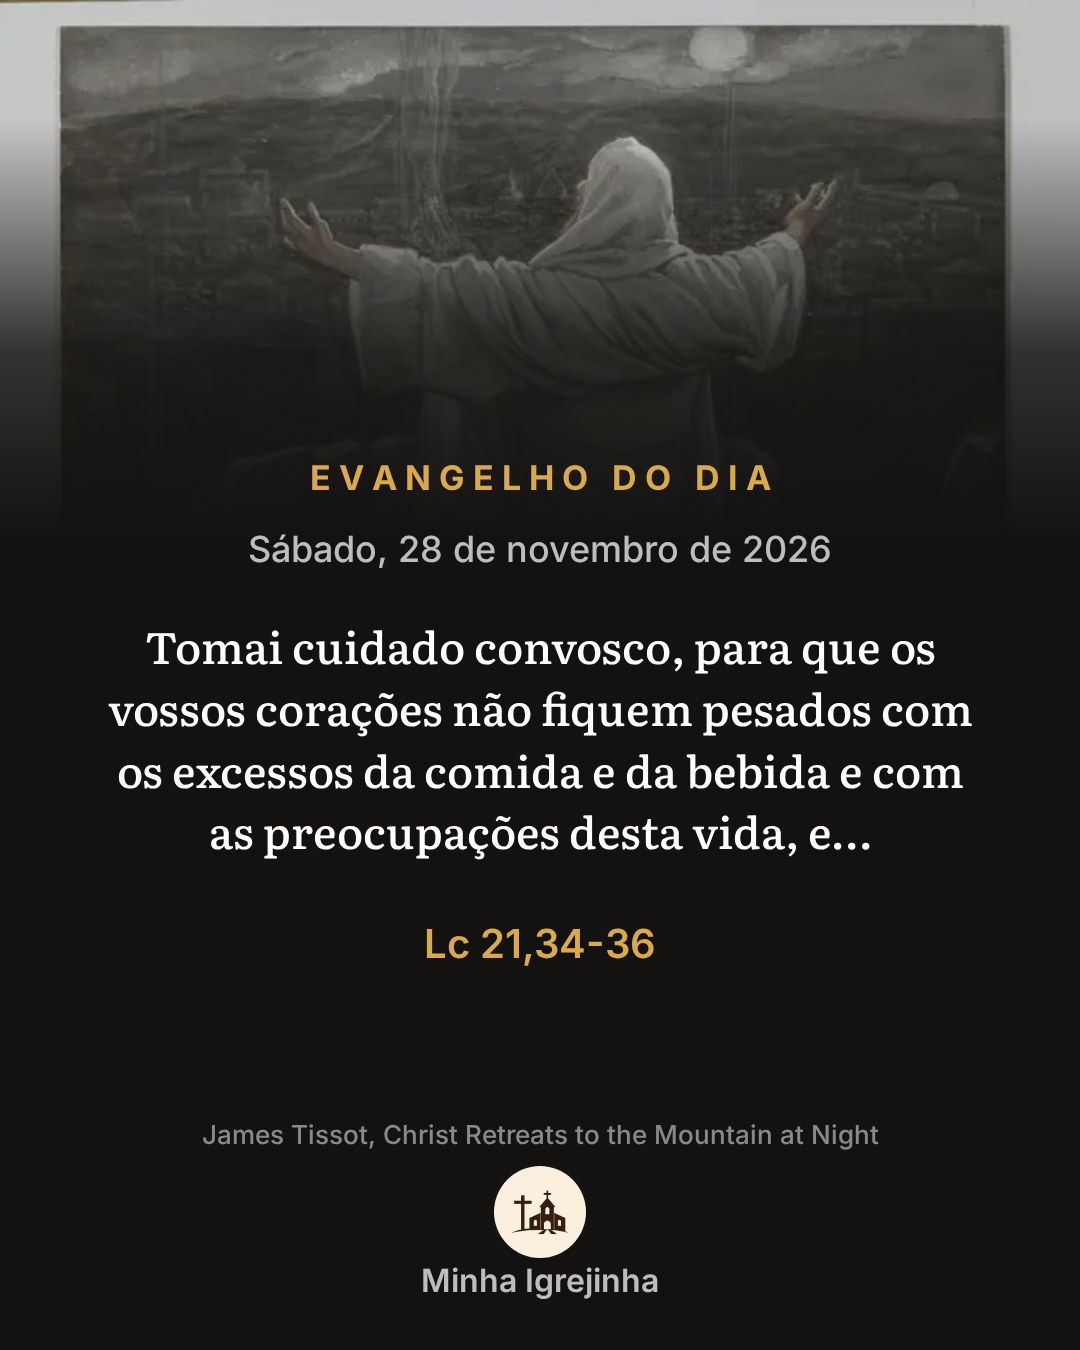 EVANGELHO DO DIA
Sábado, 28 de novembro de 2026
Tomai cuidado convosco, para que os
vossos corações não fiquem pesados com
os excessos da comida e da bebida e com
as preocupações desta vida, e...
Lc 21,34-36
James Tissot, Christ Retreats to the Mountain at Night
Minha Igrejinha